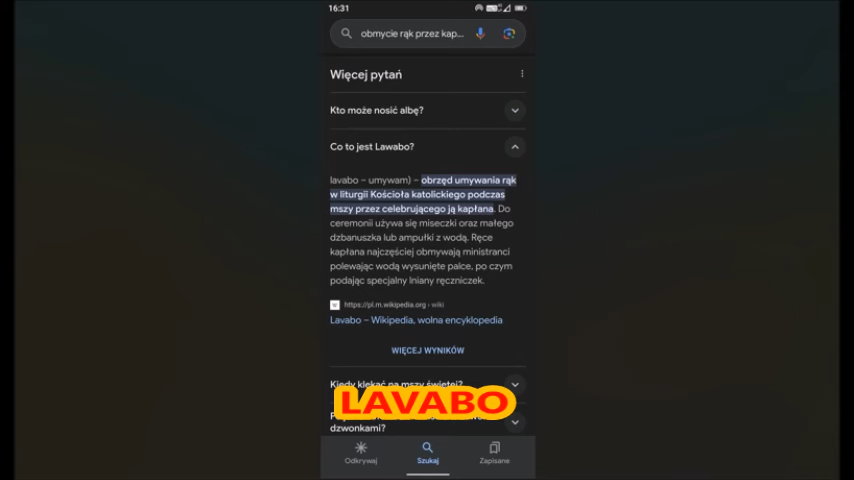 16:31
obmycie rąk przez kap...
Więcej pytań
Kto może nosić albę?
Co to jest Lawabo?
lavabo – umywam) – obrzęd umywania rąk
w liturgii Kościoła katolickiego podczas
mszy przez celebrującego ją kapłana. Do
ceremonii używa się miseczki oraz małego
dzbanuszka lub ampułki z wodą. Ręce
kapłana najczęściej obmywają ministranci
polewając wodą wysunięte palce, po czym
podając specjalny lniany ręczniczek.
https://pl.m.wikipedia.org › wiki
Lavabo – Wikipedia, wolna encyklopedia
WIĘCEJ WYNIKÓW
Kiedy klękać na mszy świętej?
LAVABO
dzwonkami?
Odkrywaj
Szukaj
Zapisane